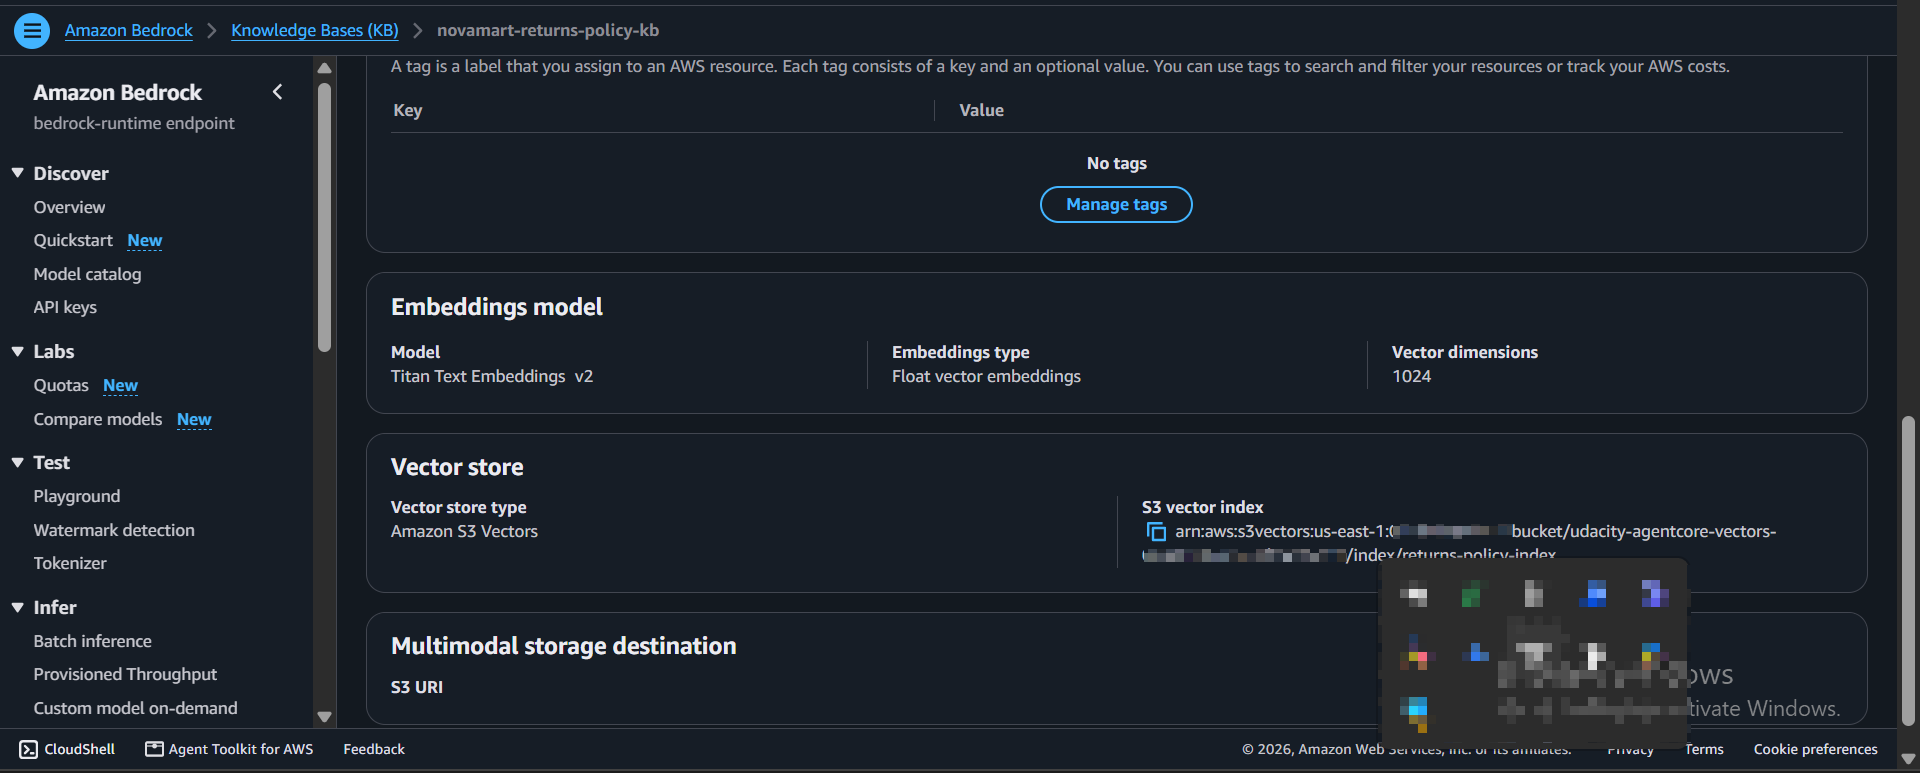 Amazon Bedrock > Knowledge Bases (KB) > novamart-returns-policy-kb
Amazon Bedrock
bedrock-runtime endpoint
Discover
Overview
Quickstart New
Model catalog
API keys
Labs
Quotas New
Compare models New
Test
Playground
Watermark detection
Tokenizer
Infer
Batch inference
Provisioned Throughput
Custom model on-demand
A tag is a label that you assign to an AWS resource. Each tag consists of a key and an optional value. You can use tags to search and filter your resources or track your AWS costs.
Key Value
No tags
Manage tags
Embeddings model
Model Embeddings type Vector dimensions
Titan Text Embeddings v2 Float vector embeddings 1024
Vector store
Vector store type
Amazon S3 Vectors
S3 vector index
arn:aws:s3vectors:us-east-1: bucket/udacity-agentcore-vectors-
/index/returns-policy-index
Multimodal storage destination
S3 URI
Windows.
CloudShell Agent Toolkit for AWS Feedback
© 2026, Amazon Web Services, Inc. or its affiliates. Privacy Terms Cookie preferences